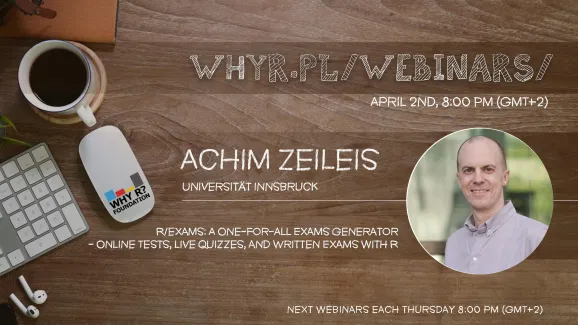 WHYR.PL/WEBINARS/
APRIL 2ND, 8:00 PM (GMT+2)
ACHIM ZEILEIS
UNIVERSITÄT INNSBRUCK
WHY R?
FOUNDATION
R/EXAMS: A ONE-FOR-ALL EXAMS GENERATOR
- ONLINE TESTS, LIVE QUIZZES, AND WRITTEN EXAMS WITH R
NEXT WEBINARS EACH THURSDAY 8:00 PM (GMT+2)